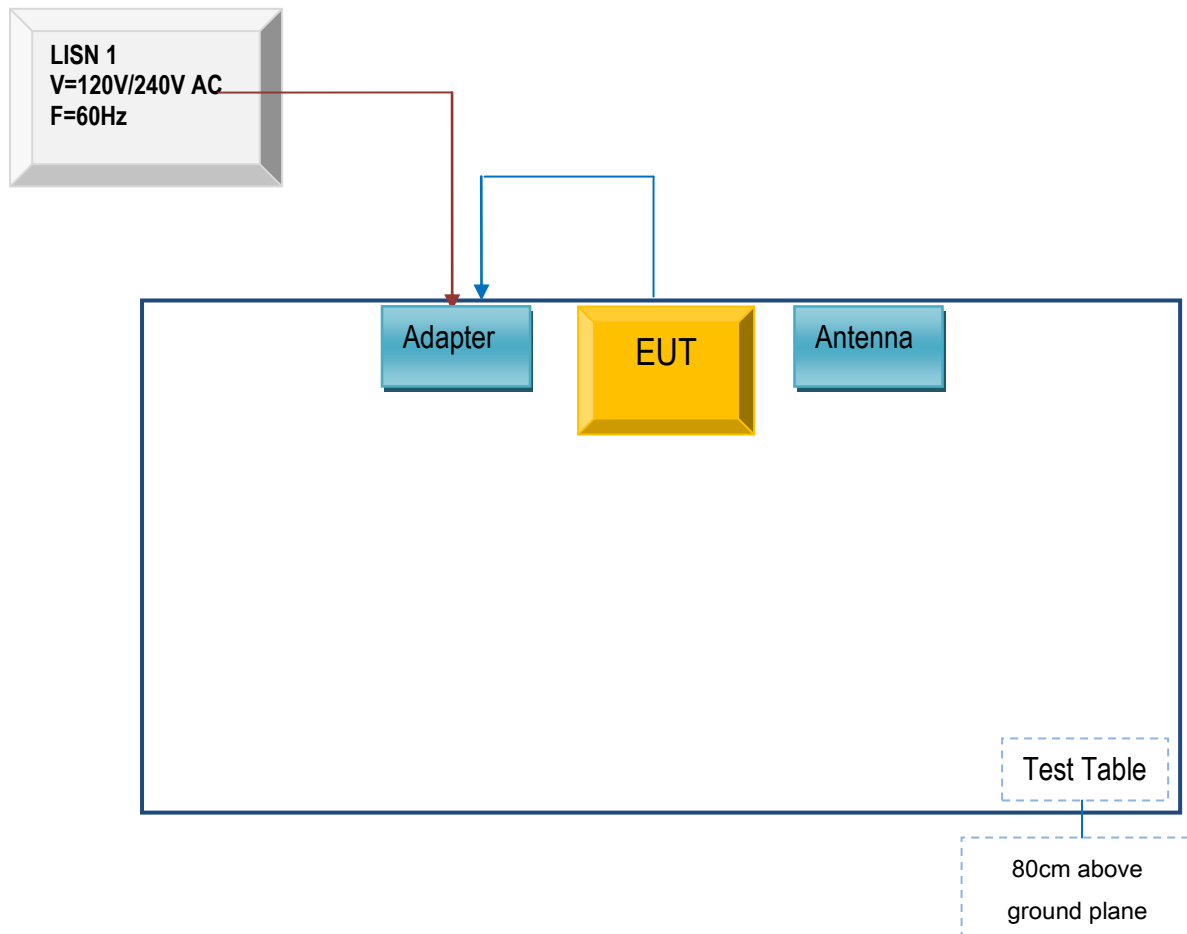 LISN 1
V=120V/240V AC
F=60Hz
Adapter
EUT
Antenna
Test Table
80cm above
ground plane